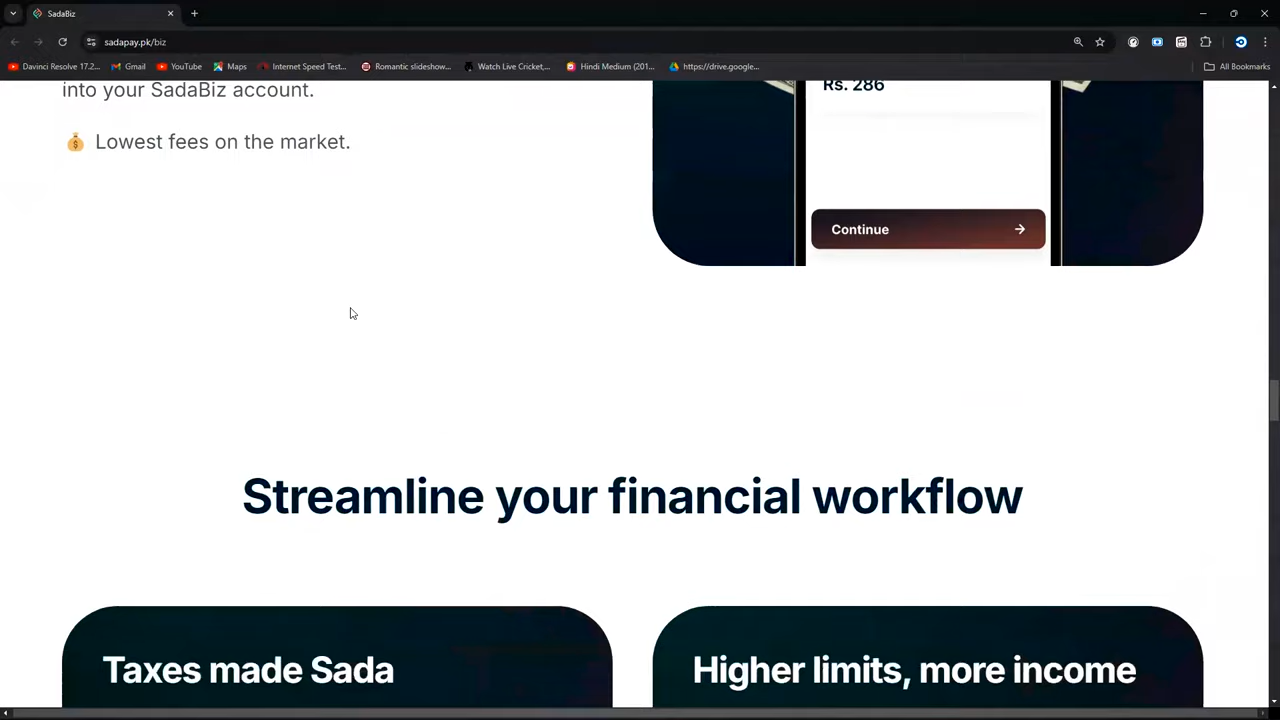 SadaBiz
sadapay.pk/biz
Davinci Resolve 17.2...
Gmail
YouTube
Maps
Internet Speed Test...
Romantic slideshow...
Watch Live Cricket,...
Hindi Medium (201...
https://drive.google...
All Bookmarks
into your SadaBiz account.
Lowest fees on the market.
Rs. 286
Continue
Streamline your financial workflow
Taxes made Sada
Higher limits, more income